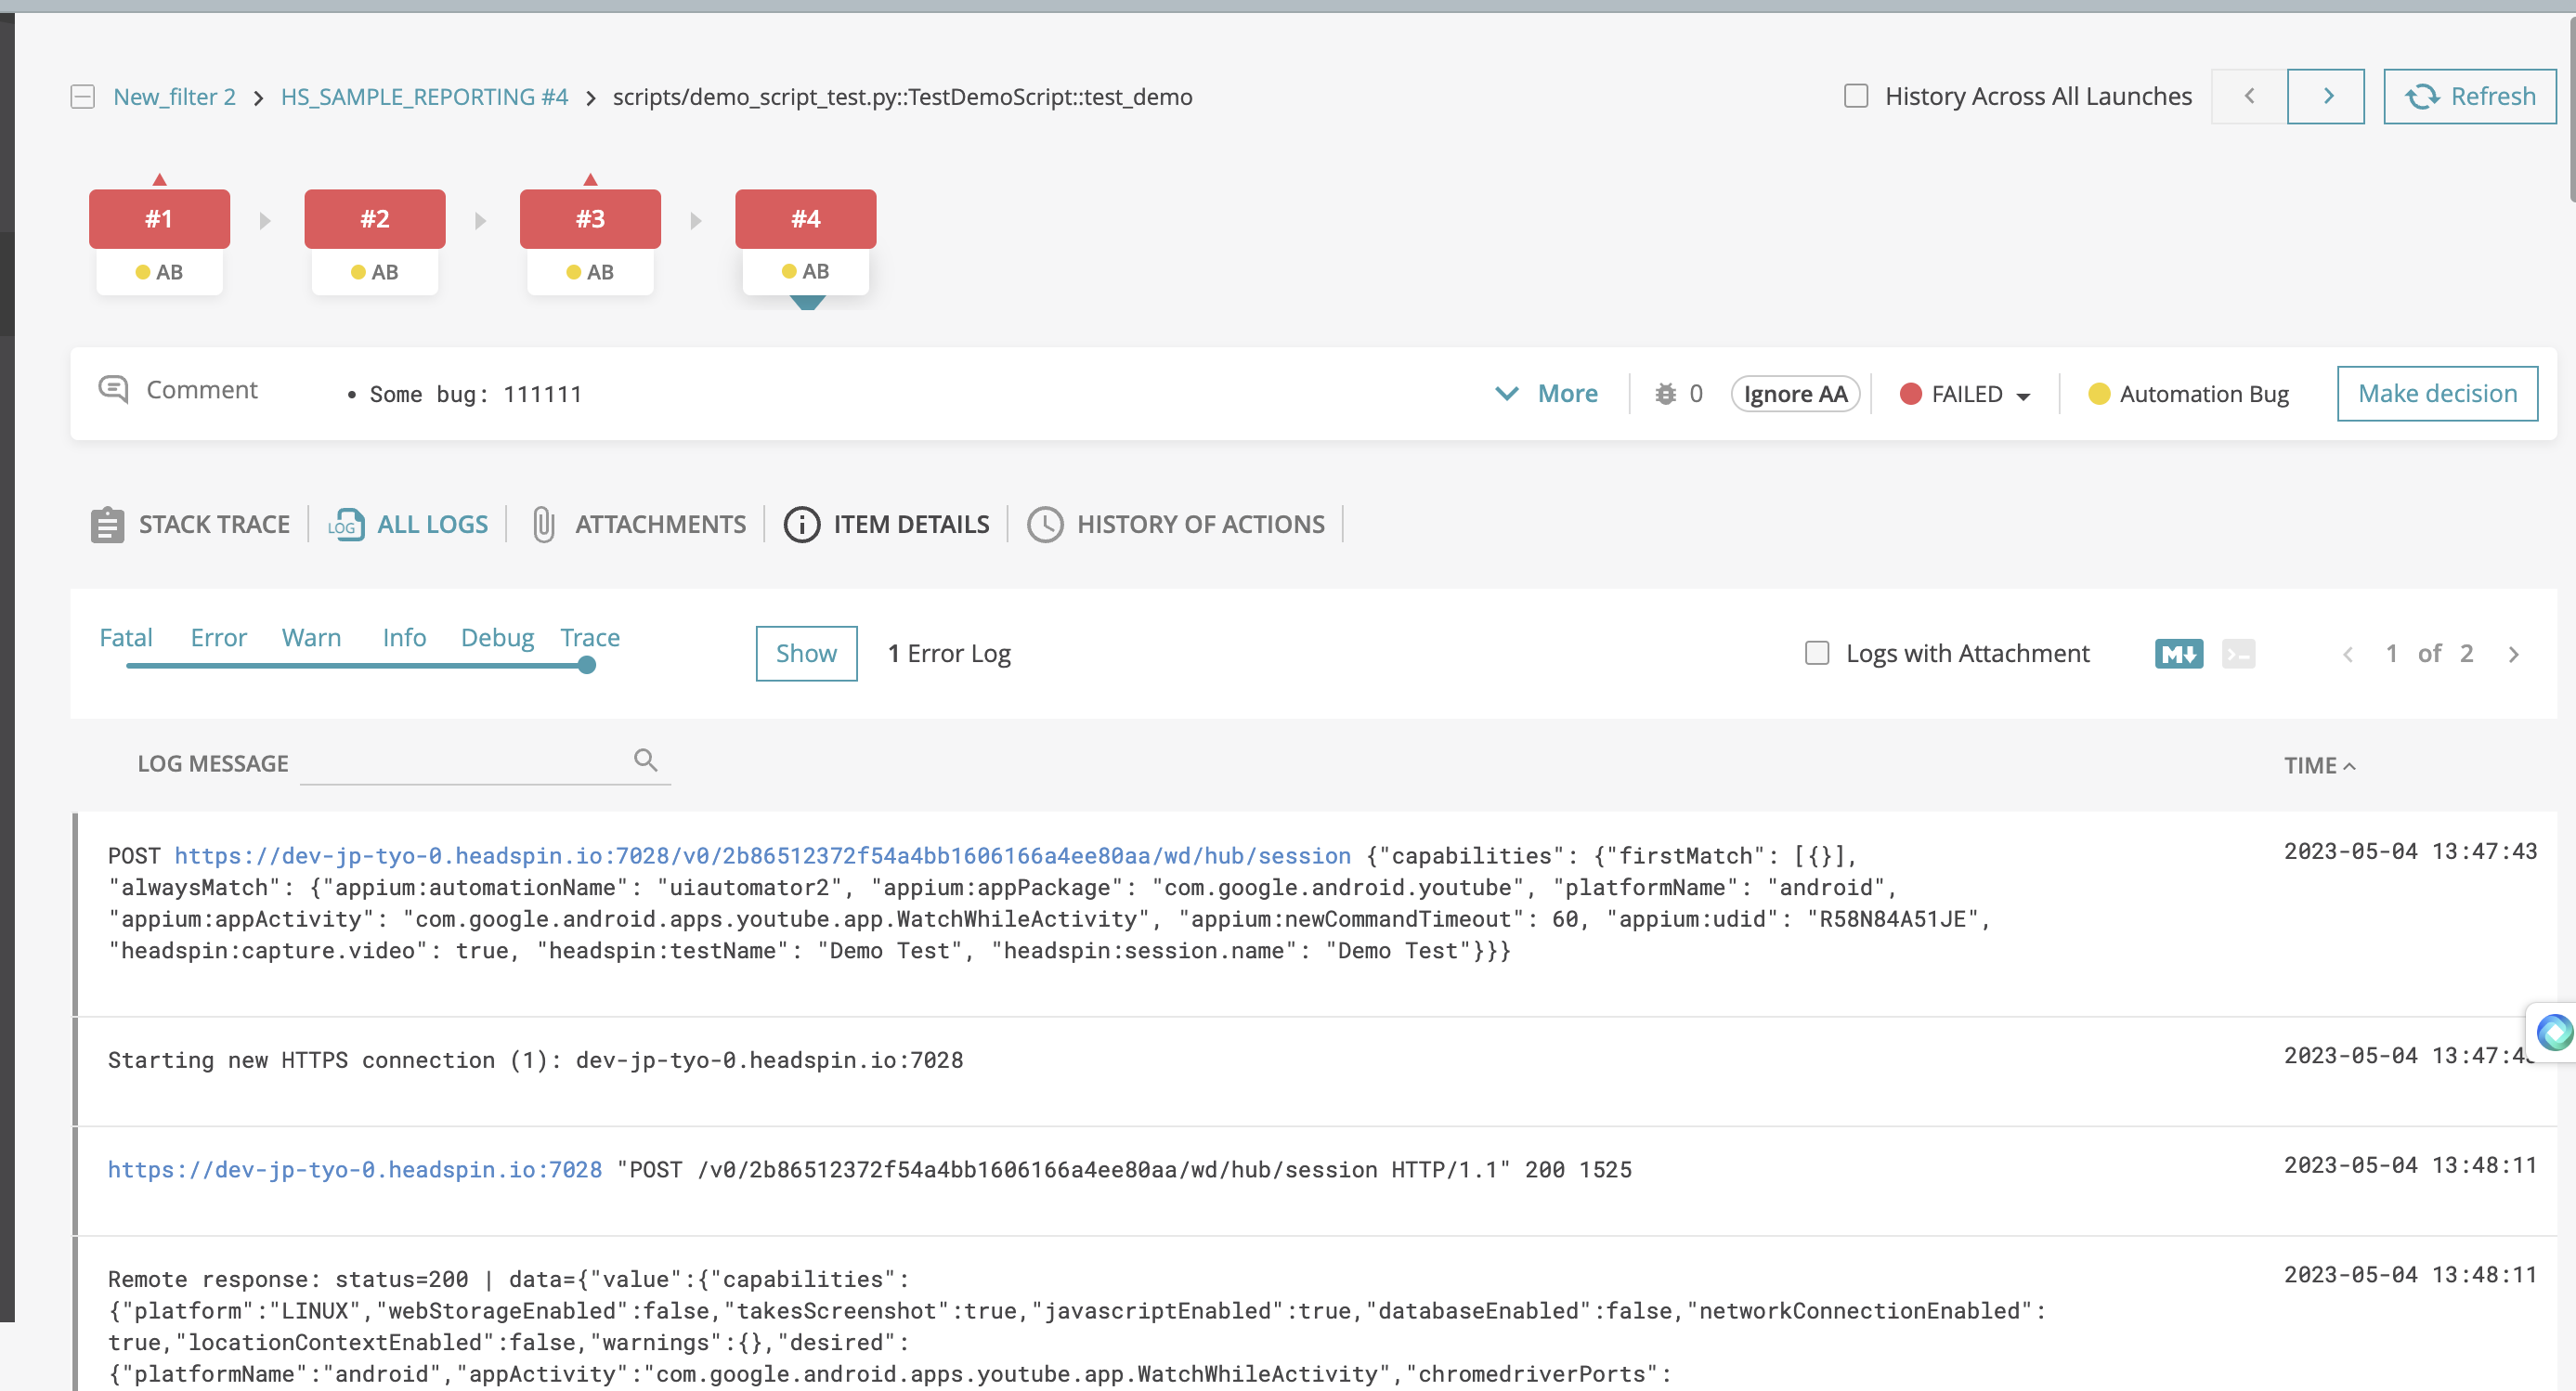 New_filter 2 > HS_SAMPLE_REPORTING #4 > scripts/demo_script_test.py::TestDemoScript::test_demo
History Across All Launches
Refresh
#1 #2 #3 #4
AB AB AB AB
Comment
• Some bug: 111111
More
0
Ignore AA
FAILED
Automation Bug
Make decision
STACK TRACE
LOG ALL LOGS
ATTACHMENTS
ITEM DETAILS
HISTORY OF ACTIONS
Fatal Error Warn Info Debug Trace
Show
1 Error Log
Logs with Attachment
M
1 of 2
LOG MESSAGE
TIME
POST https://dev-jp-tyo-0.headspin.io:7028/v0/2b86512372f54a4bb1606166a4ee80aa/wd/hub/session {"capabilities": {"firstMatch": [{}],
"alwaysMatch": {"appium:automationName": "uiautomator2", "appium:appPackage": "com.google.android.youtube", "platformName": "android",
"appium:appActivity": "com.google.android.apps.youtube.app.WatchWhileActivity", "appium:newCommandTimeout": 60, "appium:udid": "R58N84A51JE",
"headspin:capture.video": true, "headspin:testName": "Demo Test", "headspin:session.name": "Demo Test"}}}
2023-05-04 13:47:43
Starting new HTTPS connection (1): dev-jp-tyo-0.headspin.io:7028
2023-05-04
https://dev-jp-tyo-0.headspin.io:7028 "POST /v0/2b86512372f54a4bb1606166a4ee80aa/wd/hub/session HTTP/1.1" 200 1525
2023-05-04 13:48:11
Remote response: status=200 | data={"value":{"capabilities":
{"platform":"LINUX","webStorageEnabled":false,"takesScreenshot":true,"javascriptEnabled":true,"databaseEnabled":false,"networkConnectionEnabled":
true,"locationContextEnabled":false,"warnings":{},"desired":
{"platformName":"android","appActivity":"com.google.android.apps.youtube.app.WatchWhileActivity","chromedriverPorts":
2023-05-04 13:48:11